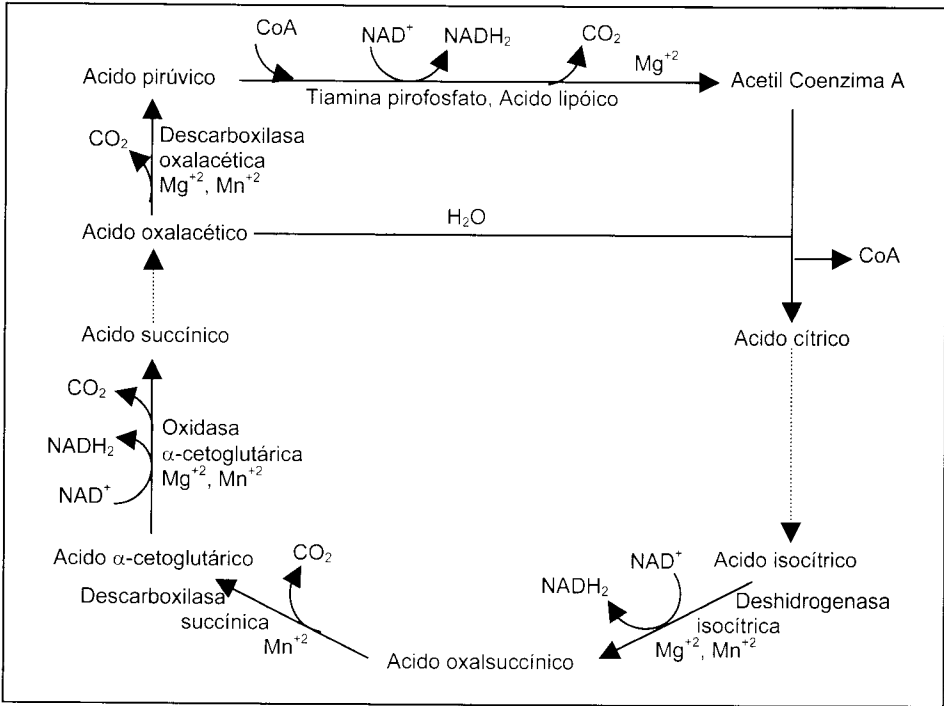 CoA
NAD+
NADH₂
CO₂
Mg+2
Acido pirúvico
Acetil Coenzima A
Tiamina pirofosfato, Acido lipóico
CO₂
Descarboxilasa
oxalacética
Mg+2, Mn+2
H₂O
Acido oxalacético
CoA
Acido succínico
Acido cítrico
CO₂
Oxidasa
α-cetoglutárica
Mg+2, Mn+2
NADH₂
NAD+
Acido α-cetoglutárico
CO₂
NAD+
Acido isocítrico
NADH₂
Descarboxilasa
succínica
Mn+2
Deshidrogenasa
isocítrica
Mg+2, Mn+2
Acido oxalsuccínico